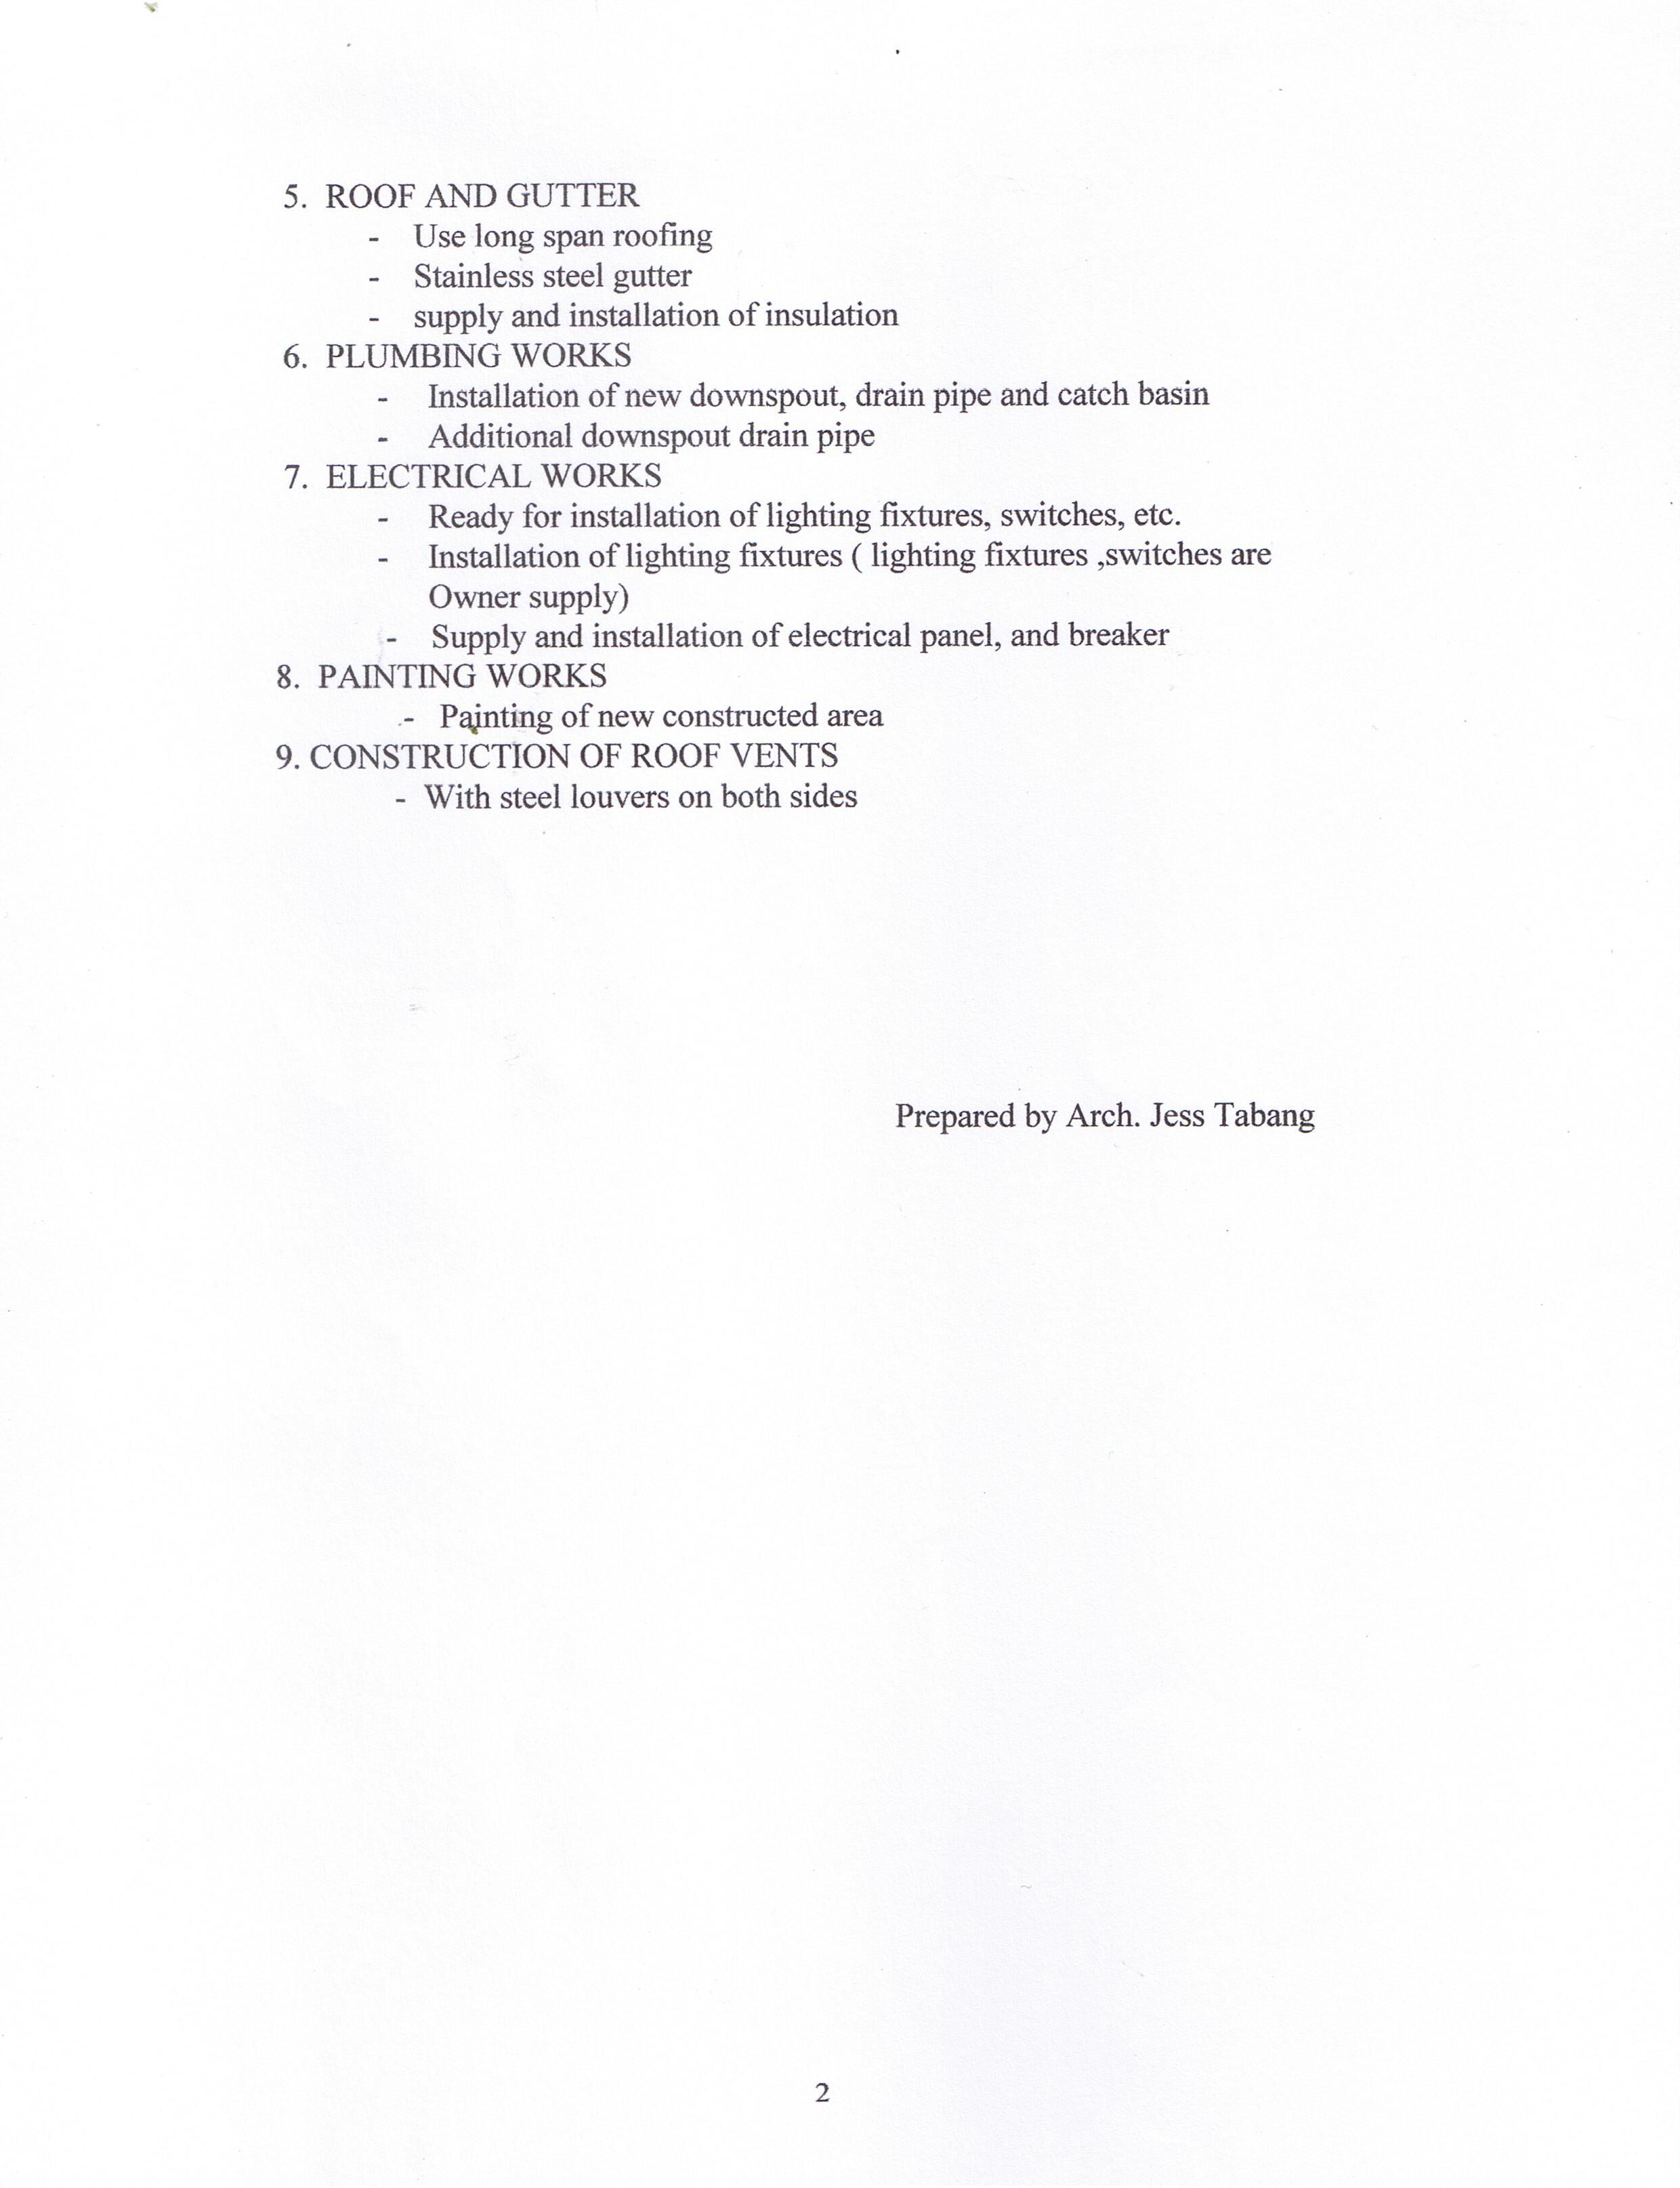 5. ROOF AND GUTTER
- Use long span roofing
- Stainless steel gutter
- supply and installation of insulation
6. PLUMBING WORKS
- Installation of new downspout, drain pipe and catch basin
- Additional downspout drain pipe
7. ELECTRICAL WORKS
- Ready for installation of lighting fixtures, switches, etc.
- Installation of lighting fixtures ( lighting fixtures ,switches are
Owner supply)
- Supply and installation of electrical panel, and breaker
8. PAINTING WORKS
- Painting of new constructed area
9. CONSTRUCTION OF ROOF VENTS
- With steel louvers on both sides
Prepared by Arch. Jess Tabang
2